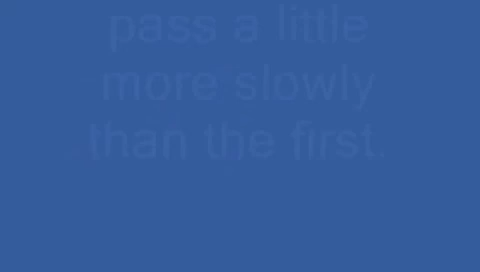 pass a little
more slowly
than the first.